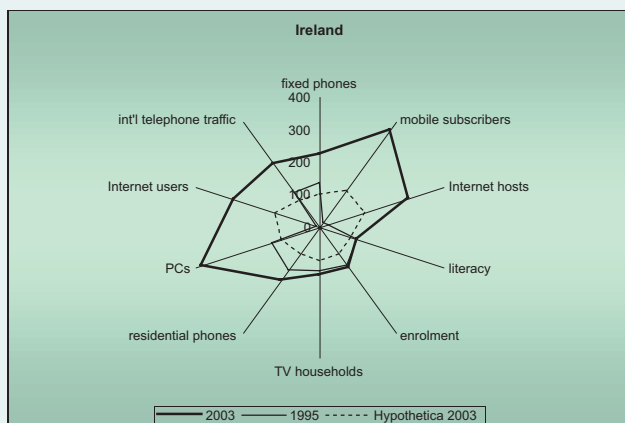 Ireland
fixed phones
400
int'l telephone traffic
mobile subscribers
300
200
Internet users
Internet hosts
100
0
PCs
literacy
residential phones
enrolment
TV households
2003 1995 Hypothetica 2003